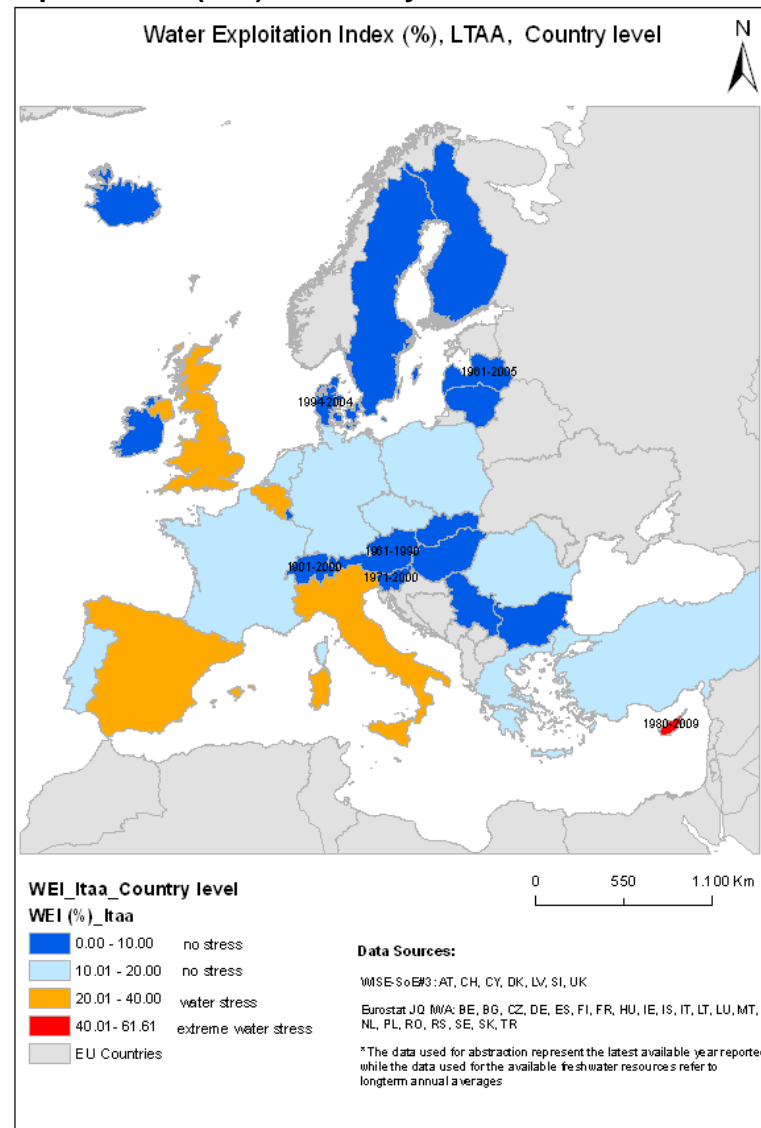 Water Exploitation Index (%), LTAA, Country level
N
1961-2005
1994-2004
1961-1990
1901-2000
1971-2000
1980-2009
WEI_ltaa_Country level
WEI (%)_ltaa
0.00 - 10.00 no stress
10.01 - 20.00 no stress
20.01 - 40.00 water stress
40.01- 61.61 extreme water stress
EU Countries
0 550 1.100 Km
Data Sources:
WISE-SoE#3: AT, CH, CY, DK, LV, SI, UK
Eurostat JQ IWA: BE, BG, CZ, DE, ES, FI, FR, HU, IE, IS, IT, LT, LU, MT,
NL, PL, RO, RS, SE, SK, TR
*The data used for abstraction represent the latest available year reported
while the data used for the available freshwater resources refer to
longterm annual averages